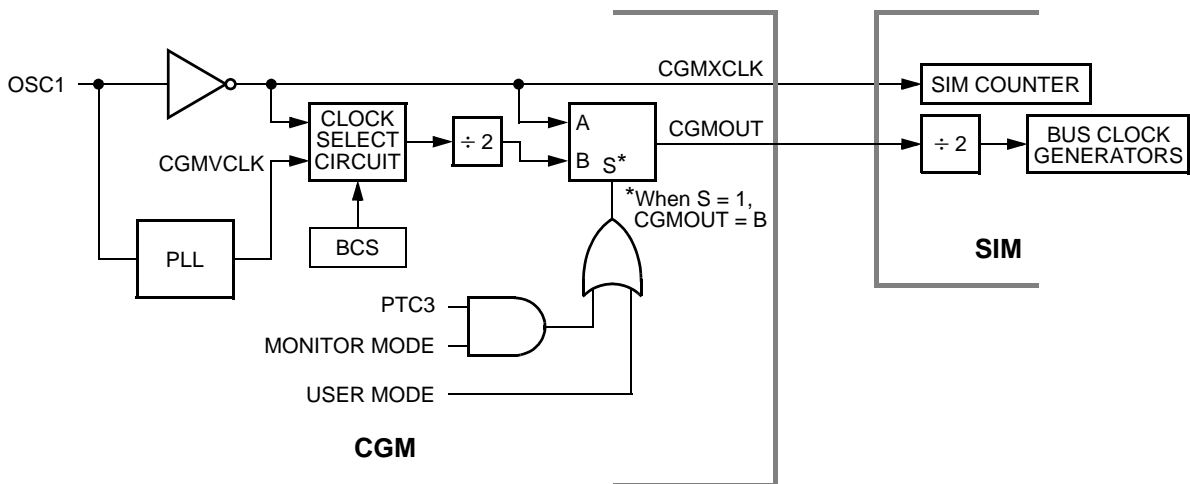 OSC1
CGMXCLK
SIM COUNTER
CLOCK
SELECT
CIRCUIT
÷ 2
A
B
S*
CGMOUT
÷ 2
BUS CLOCK
GENERATORS
CGMVCLK
*When S = 1,
CGMOUT = B
PLL
BCS
SIM
PTC3
MONITOR MODE
USER MODE
CGM